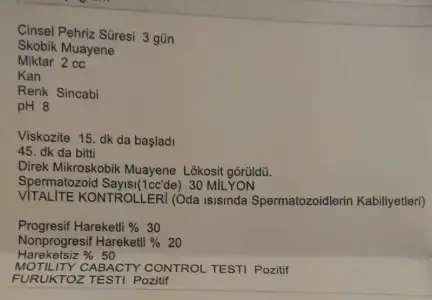 Cinsel Pehriz Süresi 3 gün
Skobik Muayene
Miktar 2 cc
Kan
Renk Sincabi
pH 8
Viskozite 15. dk da başladı
45. dk da bitti
Direk Mikroskobik Muayene Lökosit görüldü.
Spermatozoid Sayısı(1cc'de) 30 MİLYON
VİTALİTE KONTROLLERİ (Oda ısısında Spermatozoidlerin Kabiliyetleri)
Progresif Hareketli % 30
Nonprogresif Hareketli % 20
Hareketsiz % 50
MOTILITY CABACTY CONTROL TESTI Pozitif
FURUKTOZ TESTI Pozitif